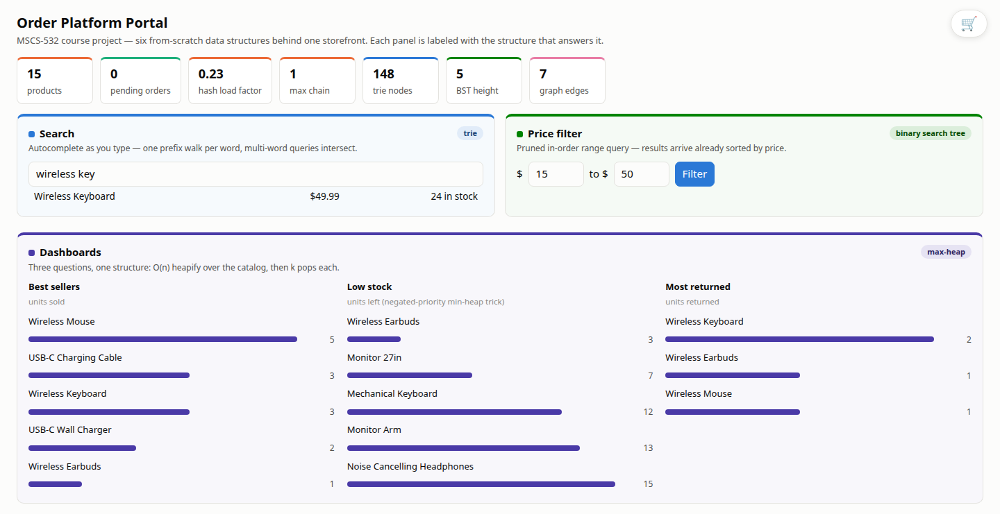 Order Platform Portal
MSCS-532 course project — six from-scratch data structures behind one storefront. Each panel is labeled with the structure that answers it.
15
products
0
pending orders
0.23
hash load factor
1
max chain
148
trie nodes
5
BST height
7
graph edges
Search
trie
Autocomplete as you type — one prefix walk per word, multi-word queries intersect.
wireless key
Wireless Keyboard $49.99 24 in stock
Price filter
binary search tree
Pruned in-order range query — results arrive already sorted by price.
$ 15 to $ 50 Filter
Dashboards
max-heap
Three questions, one structure: O(n) heapify over the catalog, then k pops each.
Best sellers
units sold
Wireless Mouse
5
USB-C Charging Cable
3
Wireless Keyboard
3
USB-C Wall Charger
2
Wireless Earbuds
1
Low stock
units left (negated-priority min-heap trick)
Wireless Earbuds
3
Monitor 27in
7
Mechanical Keyboard
12
Monitor Arm
13
Noise Cancelling Headphones
15
Most returned
units returned
Wireless Keyboard
2
Wireless Earbuds
1
Wireless Mouse
1